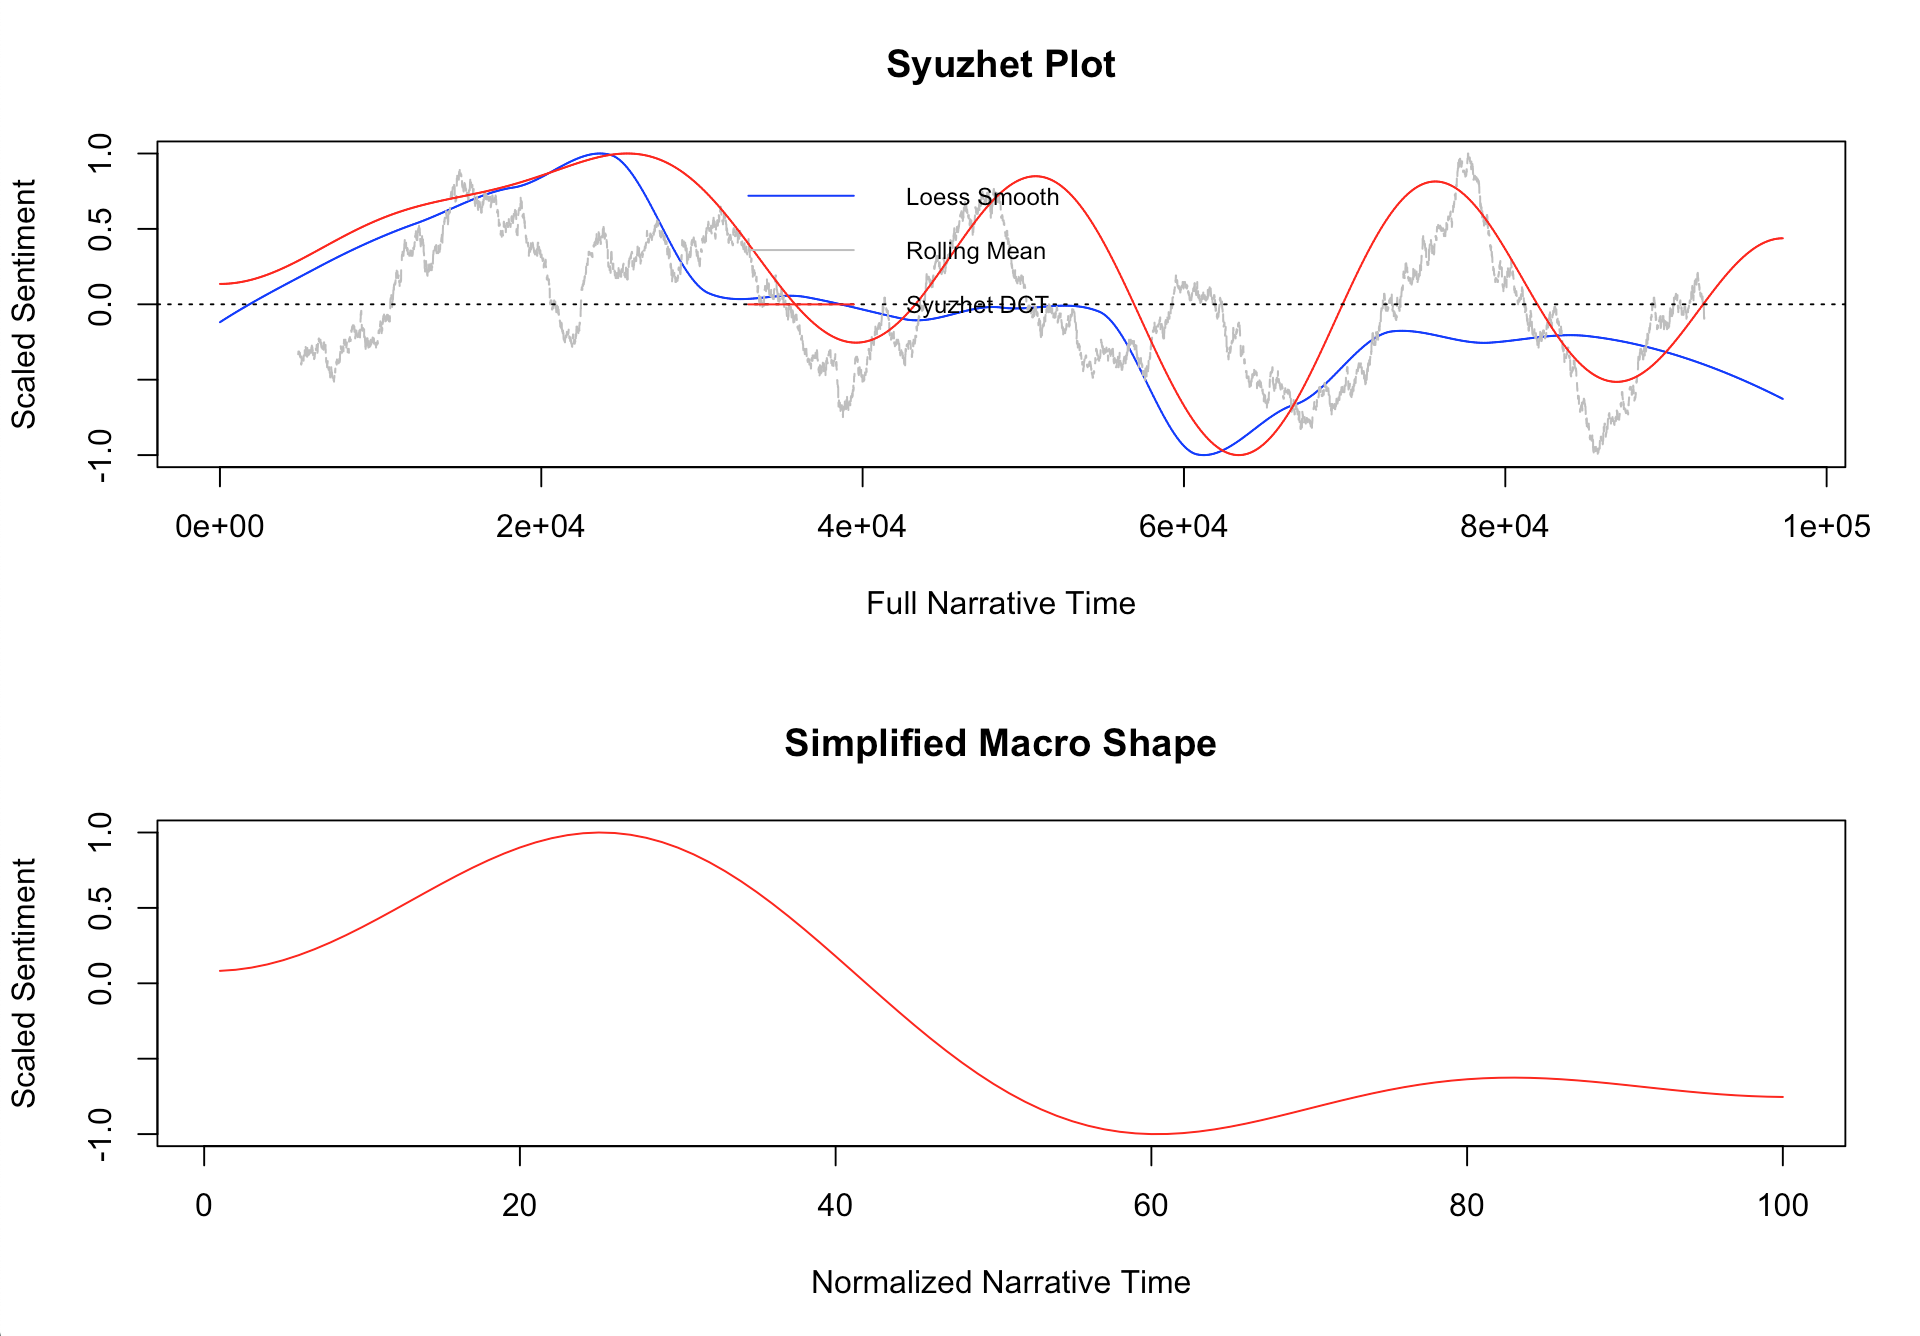 Syuzhet Plot
Scaled Sentiment
1.0
0.5
0.0
-1.0
Loess Smooth
Rolling Mean
Syuzhet DCT
0e+00 2e+04 4e+04 6e+04 8e+04 1e+05
Full Narrative Time
Simplified Macro Shape
Scaled Sentiment
1.0
0.5
0.0
-1.0
0 20 40 60 80 100
Normalized Narrative Time